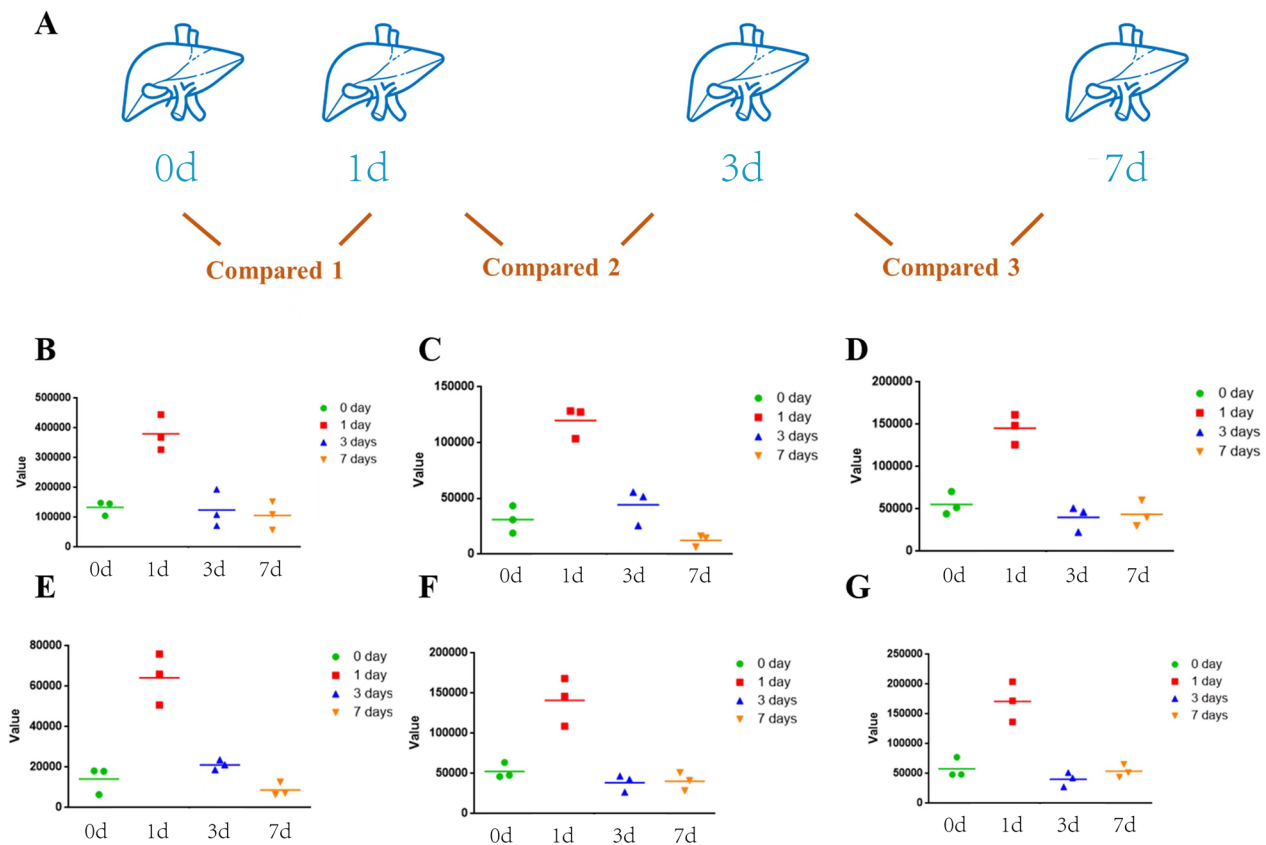 A
0d 1d 3d 7d
Compared 1 Compared 2 Compared 3
B
Value
500000
400000
300000
200000
100000
0
0d 1d 3d 7d
0 day
1 day
3 days
7 days
C
Value
150000
100000
50000
0
0d 1d 3d 7d
0 day
1 day
3 days
7 days
D
Value
200000
150000
100000
50000
0
0d 1d 3d 7d
0 day
1 day
3 days
7 days
E
Value
80000
60000
40000
20000
0
0d 1d 3d 7d
0 day
1 day
3 days
7 days
F
Value
200000
150000
100000
50000
0
0d 1d 3d 7d
0 day
1 day
3 days
7 days
G
Value
250000
200000
150000
100000
50000
0
0d 1d 3d 7d
0 day
1 day
3 days
7 days